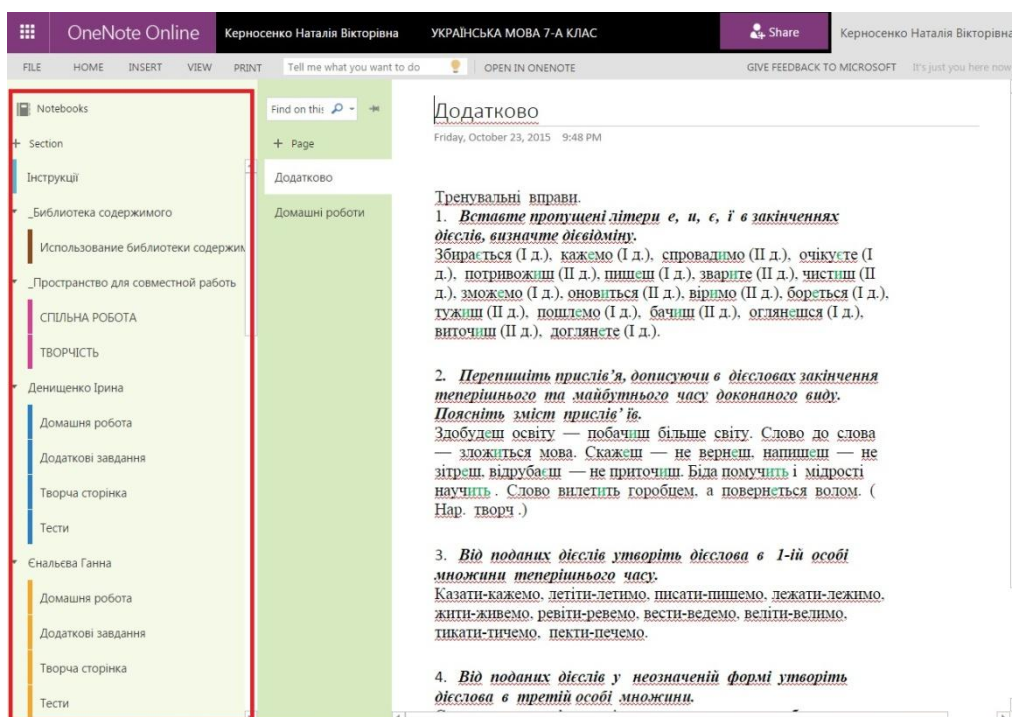 OneNote Online
Керносенко Наталія Вікторівна
УКРАЇНСЬКА МОВА 7-А КЛАС
Share
Керносенко Наталія Вікторівна
FILE HOME INSERT VIEW PRINT
Tell me what you want to do
OPEN IN ONENOTE
GIVE FEEDBACK TO MICROSOFT
It's just you here now
Notebooks
+ Section
Інструкції
_Библиотека содержимого
Использование библиотеки содержим
_Пространство для совместной работь
СПІЛЬНА РОБОТА
ТВОРЧІСТЬ
Денищенко Ірина
Домашня робота
Додаткові завдання
Творча сторінка
Тести
Єнальєва Ганна
Домашня робота
Додаткові завдання
Творча сторінка
Тести
Find on this
+ Page
Додатково
Домашні роботи
Додатково
Friday, October 23, 2015 9:48 PM
Тренувальні вправи.
1. Вставте пропущені літери е, и, є, ї в закінченнях
дієслів, визначте дієвідміну.
Збирається (І д.), кажемо (І д.), спровадимо (ІІ д.), очікуєте (І
д.), потривожиш (ІІ д.), пишеш (І д.), зварите (ІІ д.), чистиш (ІІ
д.), зможемо (І д.), оновиться (ІІ д.), віримо (ІІ д.), бореться (І д.),
тужиш (ІІ д.), пошлемо (І д.), бачиш (ІІ д.), оглянешся (І д.),
виточиш (ІІ д.), доглянете (І д.).
2. Перепишіть прислів’я, дописуючи в дієсловах закінчення
теперішнього та майбутнього часу доконаного виду.
Поясніть зміст прислів’ їв.
Здобудеш освіту — побачиш більше світу. Слово до слова
— зложиться мова. Скажеш — не вернеш, напишеш — не
зітреш, відрубаєш — не приточиш. Біда помучить і мідрості
научить . Слово вилетить горобцем, а повернеться волом. (
Нар. творч .)
3. Від поданих дієслів утворіть дієслова в 1-ій особі
множини теперішнього часу.
Казати-кажемо, летіти-летимо, писати-пишемо, лежати-лежимо,
жити-живемо, ревіти-ревемо, вести-ведемо, веліти-велимо,
тикати-тичемо, пекти-печемо.
4. Від поданих дієслів у неозначеній формі утворіть
дієслова в третій особі множини.